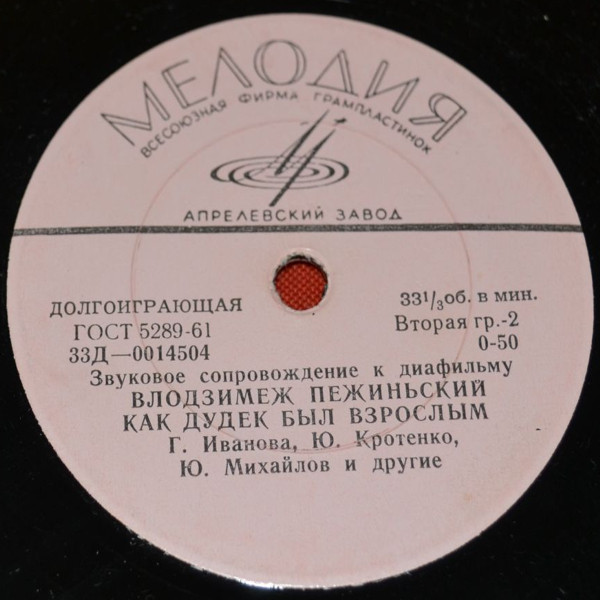 МЕЛОДИЯ
ВСЕСОЮЗНАЯ ФИРМА ГРАМПЛАСТИНОК
АПРЕЛЕВСКИЙ ЗАВОД
ДОЛГОИГРАЮЩАЯ
33⅓об. в мин.
ГОСТ 5289-61
Вторая гр.-2
33Д—0014504
0-50
Звуковое сопровождение к диафильму
ВЛОДЗИМЕЖ ПЕЖИНЬСКИЙ
КАК ДУДЕК БЫЛ ВЗРОСЛЫМ
Г. Иванова, Ю. Кротенко,
Ю. Михайлов и другие